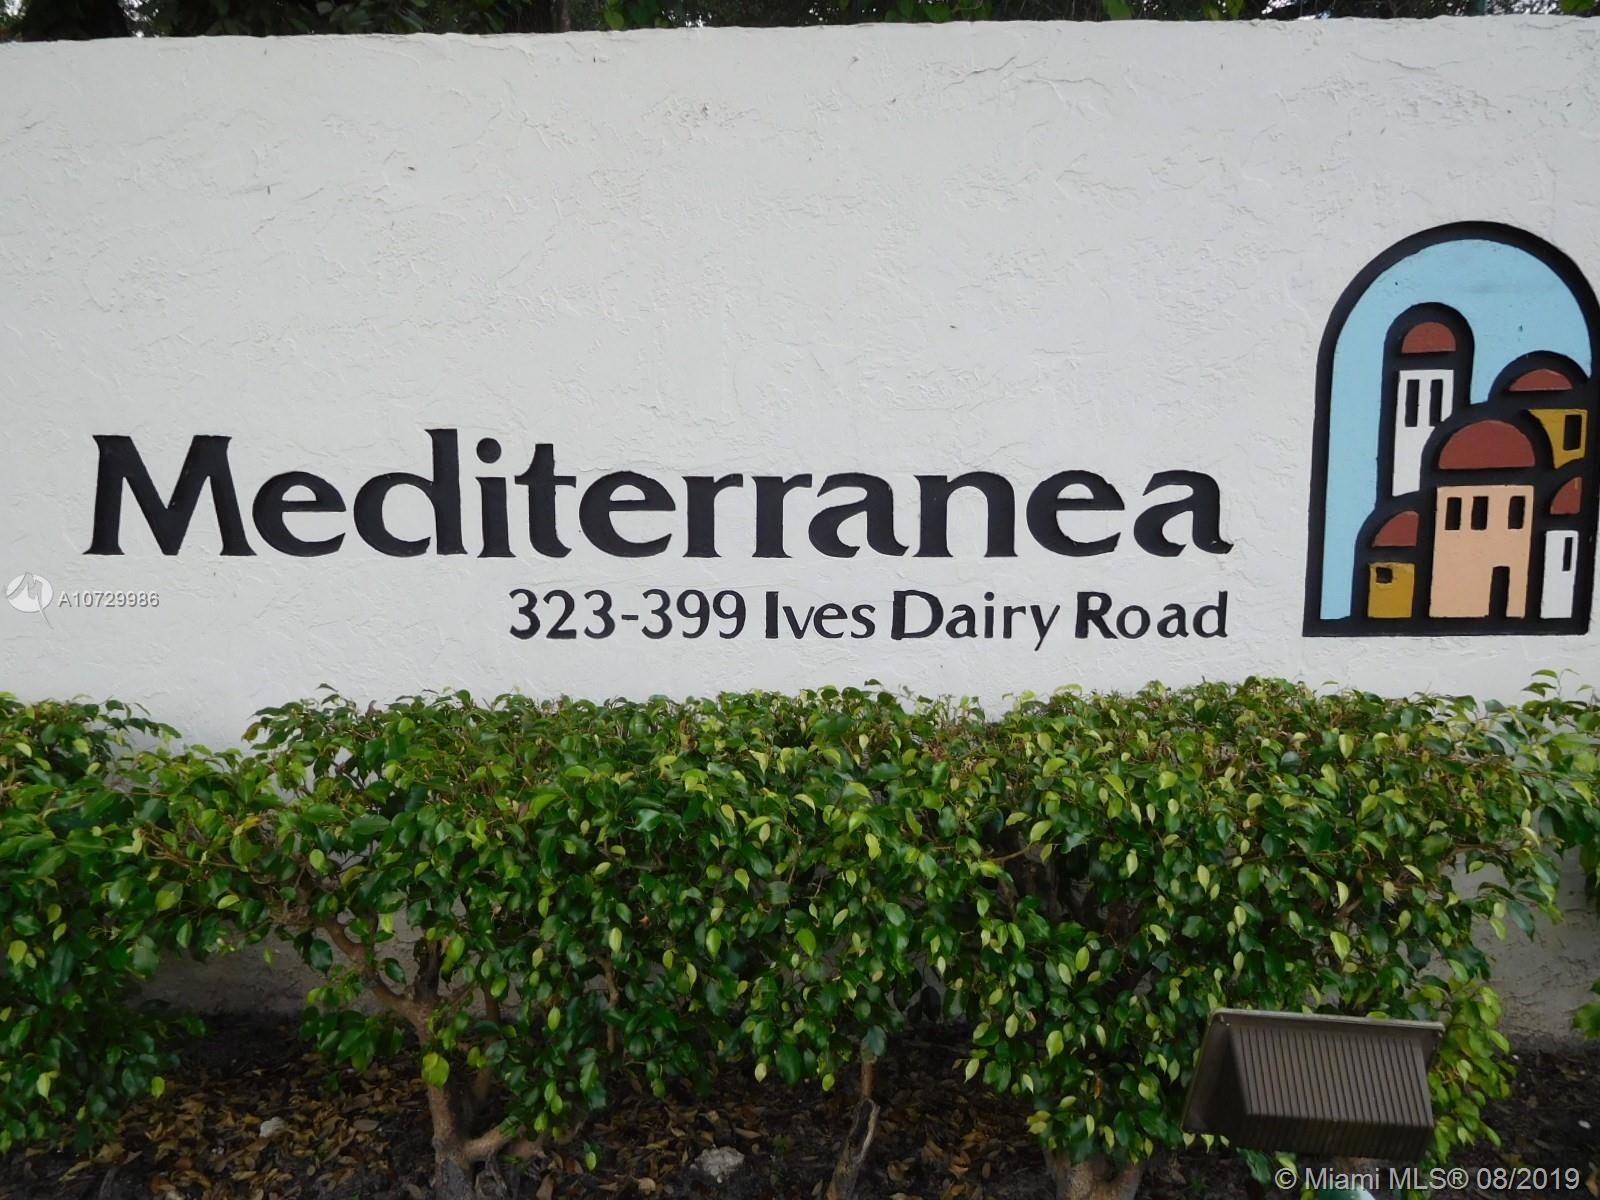 Mediterranea
323-399 Ives Dairy Road
A10729986
© Miami MLS® 08/2019